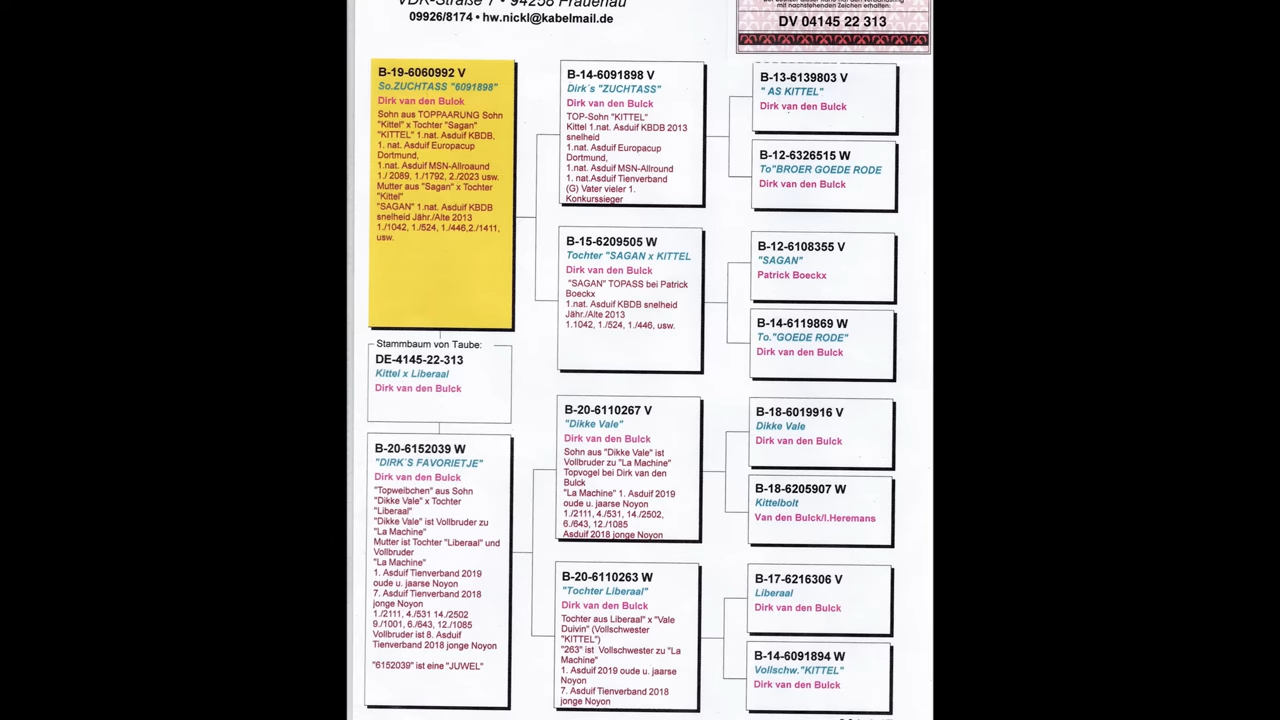 VDK-Straße 7 • 94258 Frauenau
09926/8174 • hw.nickl@kabelmail.de
mit nachstehenden Zeichen erhalten:
DV 04145 22 313
B-19-6060992 V
So.ZUCHTASS "6091898"
Dirk van den Bulok
Sohn aus TOPPAARUNG Sohn
"Kittel" x Tochter "Sagan"
"KITTEL" 1.nat. Asduif KBDB,
1. nat. Asduif Europacup
Dortmund,
1.nat. Asduif MSN-Allroaund
1./ 2089, 1./1792, 2./2023 usw.
Mutter aus "Sagan" x Tochter
"Kittel"
"SAGAN" 1.nat. Asduif KBDB
snelheid Jähr./Alte 2013
1./1042, 1./524, 1./446,2./1411,
usw.
Stammbaum von Taube:
DE-4145-22-313
Kittel x Liberaal
Dirk van den Bulck
B-20-6152039 W
"DIRK´S FAVORIETJE"
Dirk van den Bulck
"Topweibchen" aus Sohn
"Dikke Vale" x Tochter
"Liberaal"
"Dikke Vale" ist Vollbruder zu
"La Machine"
Mutter ist Tochter "Liberaal" und
Vollbruder
"La Machine"
1. Asduif Tienverband 2019
oude u. jaarse Noyon
7. Asduif Tienverband 2018
jonge Noyon
1./2111, 4./531 14./2502
9./1001, 6./643, 12./1085
Vollbruder ist 8. Asduif
Tienverband 2018 jonge Noyon
"6152039" ist eine "JUWEL"
B-14-6091898 V
Dirk´s "ZUCHTASS"
Dirk van den Bulck
TOP-Sohn "KITTEL"
Kittel 1.nat. Asduif KBDB 2013
snelheid
1.nat. Asduif Europacup
Dortmund,
1.nat. Asduif MSN-Allround
1. nat.Asduif Tienverband
(G) Vater vieler 1.
Konkurssieger
B-15-6209505 W
Tochter "SAGAN x KITTEL
Dirk van den Bulck
"SAGAN" TOPASS bei Patrick
Boeckx
1.nat. Asduif KBDB snelheid
Jähr./Alte 2013
1.1042, 1./524, 1./446, usw.
B-20-6110267 V
"Dikke Vale"
Dirk van den Bulck
Sohn aus "Dikke Vale" ist
Vollbruder zu "La Machine"
Topvogel bei Dirk van den
Bulck
"La Machine" 1. Asduif 2019
oude u. jaarse Noyon
1./2111, 4./531, 14./2502,
6./643, 12./1085
Asduif 2018 jonge Noyon
B-20-6110263 W
"Tochter Liberaal"
Dirk van den Bulck
Tochter aus Liberaal" x "Vale
Duivin" (Vollschwester
"KITTEL")
"263" ist Vollschwester zu "La
Machine"
1. Asduif 2019 oude u. jaarse
Noyon
7. Asduif Tienverband 2018
jonge Noyon
B-13-6139803 V
" AS KITTEL"
Dirk van den Bulck
B-12-6326515 W
To"BROER GOEDE RODE
Dirk van den Bulck
B-12-6108355 V
"SAGAN"
Patrick Boeckx
B-14-6119869 W
To."GOEDE RODE"
Dirk van den Bulck
B-18-6019916 V
Dikke Vale
Dirk van den Bulck
B-18-6205907 W
Kittelbolt
Van den Bulck/l.Heremans
B-17-6216306 V
Liberaal
Dirk van den Bulck
B-14-6091894 W
Vollschw."KITTEL"
Dirk van den Bulck